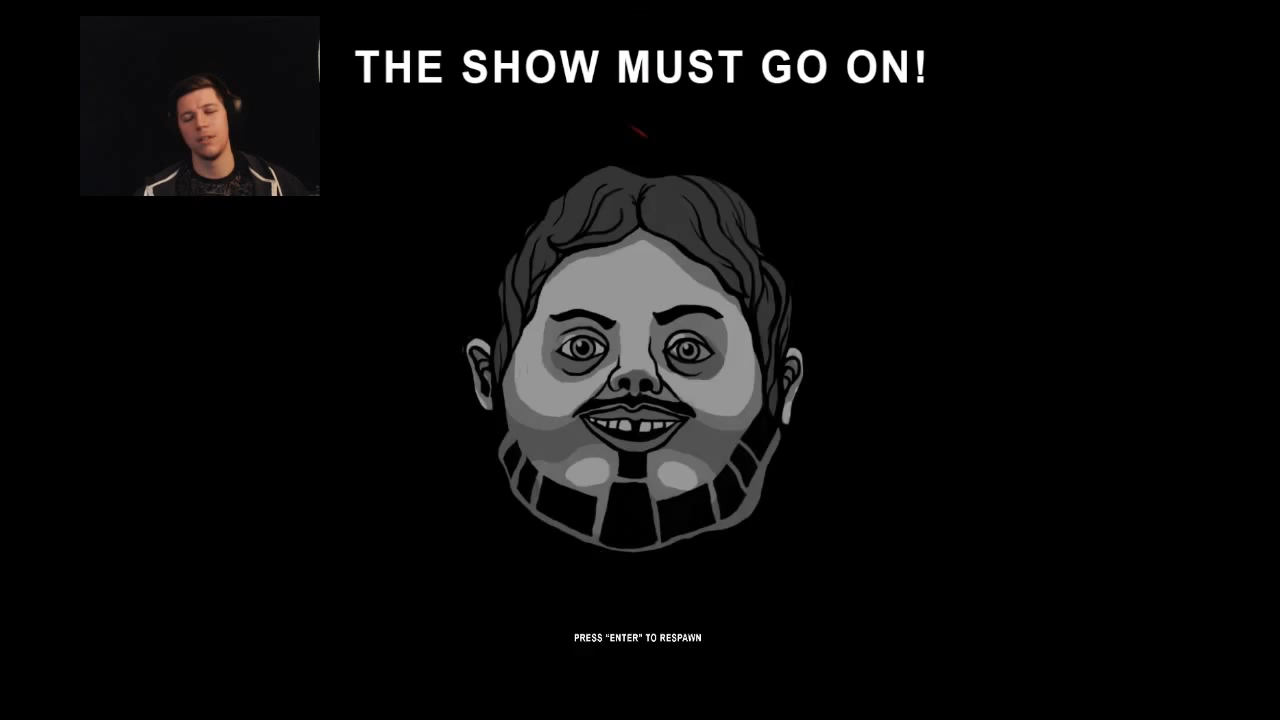 THE SHOW MUST GO ON!
PRESS “ENTER” TO RESPAWN